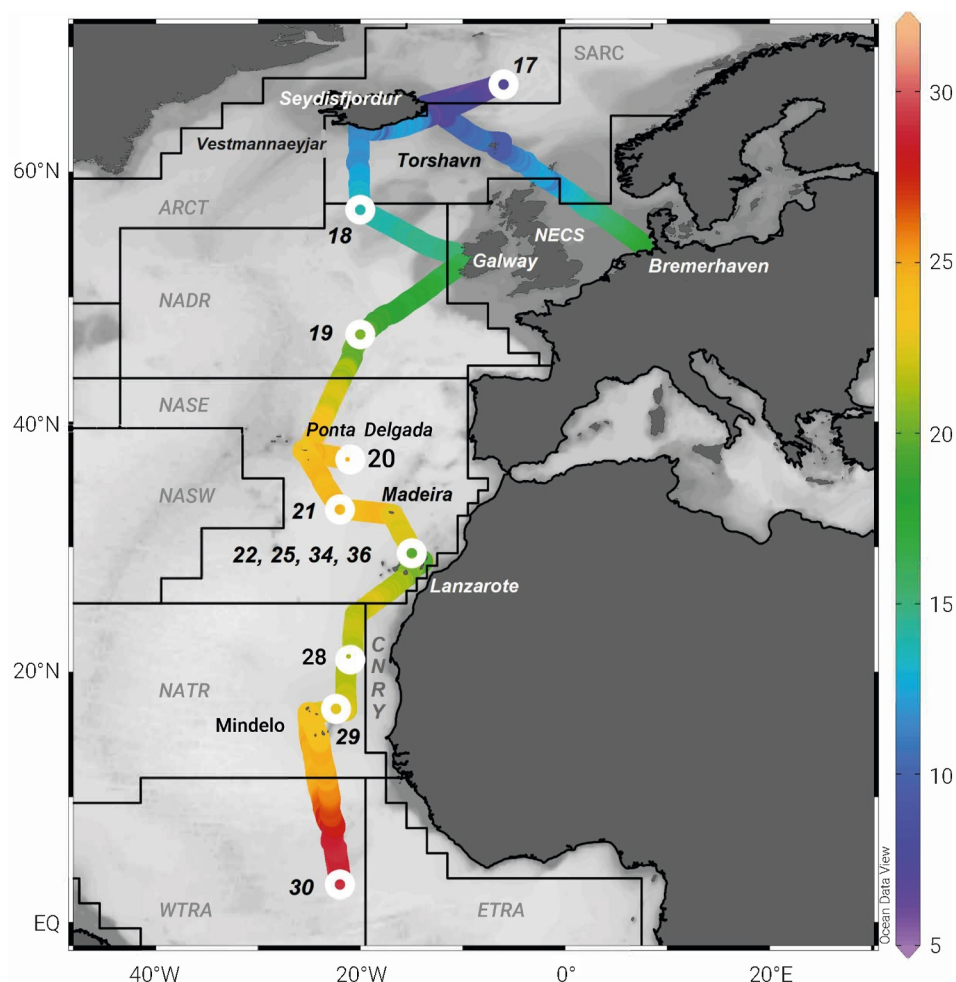 17
SARC
Seydisfjordur
Vestmannaeyjar
Torshavn
60°N
ARCT
18
NECS
Galway
Bremerhaven
NADR
19
NASE
40°N
Ponta Delgada
20
NASW
Madeira
21
22, 25, 34, 36
Lanzarote
28
C
N
R
Y
20°N
NATR
Mindelo
29
30
WTRA
ETRA
EQ
40°W
20°W
0°
20°E
30
25
20
15
10
5
Ocean Data View